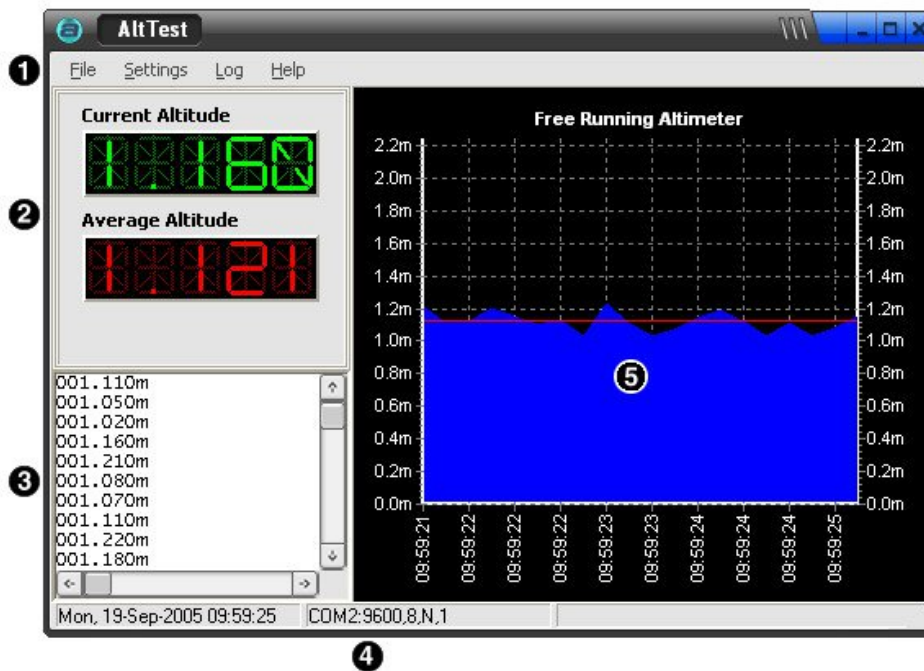 AltTest
1
File Settings Log Help
Current Altitude
1.160
2
Average Altitude
1.121
3
001.110m
001.050m
001.020m
001.160m
001.210m
001.080m
001.070m
001.110m
001.220m
001.180m
Free Running Altimeter
2.2m 2.2m
2.0m 2.0m
1.8m 1.8m
1.6m 1.6m
1.4m 1.4m
1.2m 1.2m
1.0m 1.0m
0.8m 0.8m
5
0.6m 0.6m
0.4m 0.4m
0.2m 0.2m
0.0m 0.0m
09:59:21
09:59:22
09:59:22
09:59:22
09:59:23
09:59:23
09:59:24
09:59:24
09:59:24
09:59:25
Mon, 19-Sep-2005 09:59:25 COM2:9600,8,N,1
4